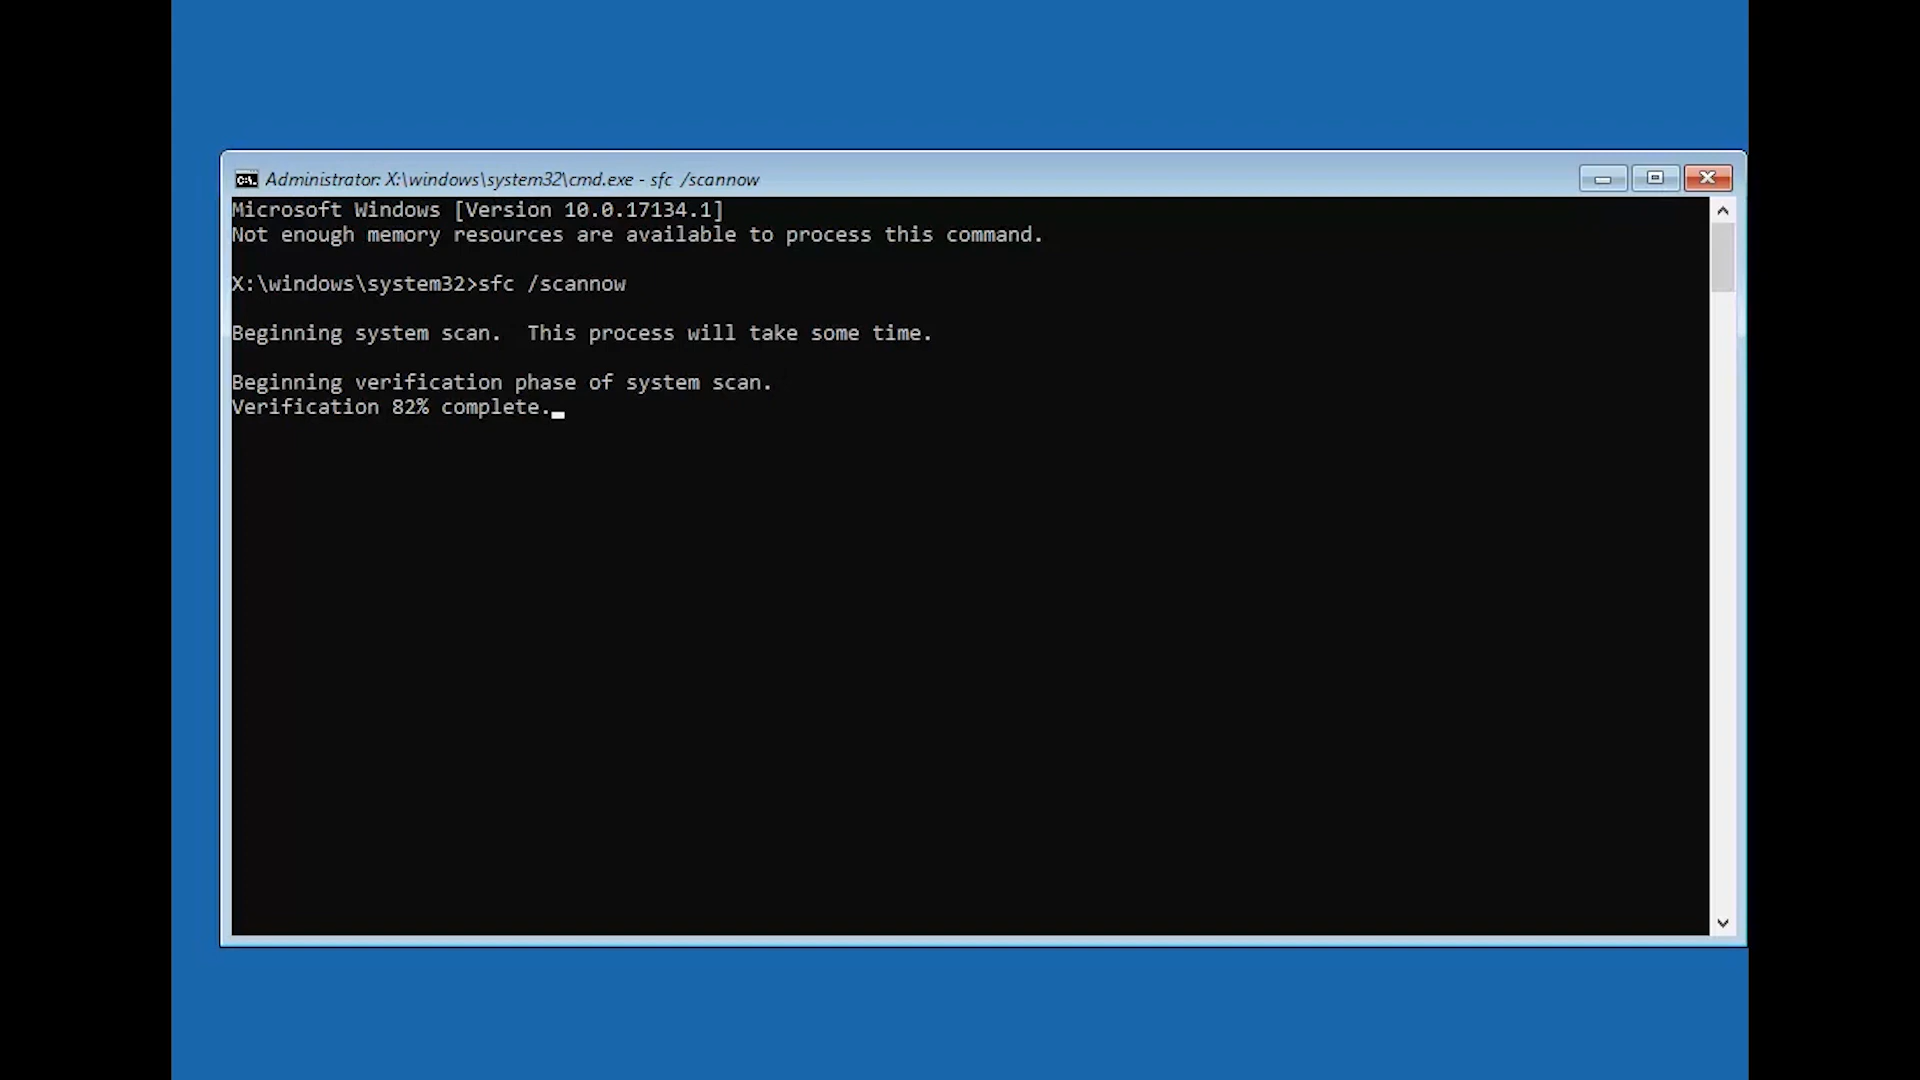 Administrator: X:\windows\system32\cmd.exe - sfc /scannow
Microsoft Windows [Version 10.0.17134.1]
Not enough memory resources are available to process this command.
X:\windows\system32>sfc /scannow
Beginning system scan.  This process will take some time.
Beginning verification phase of system scan.
Verification 82% complete.